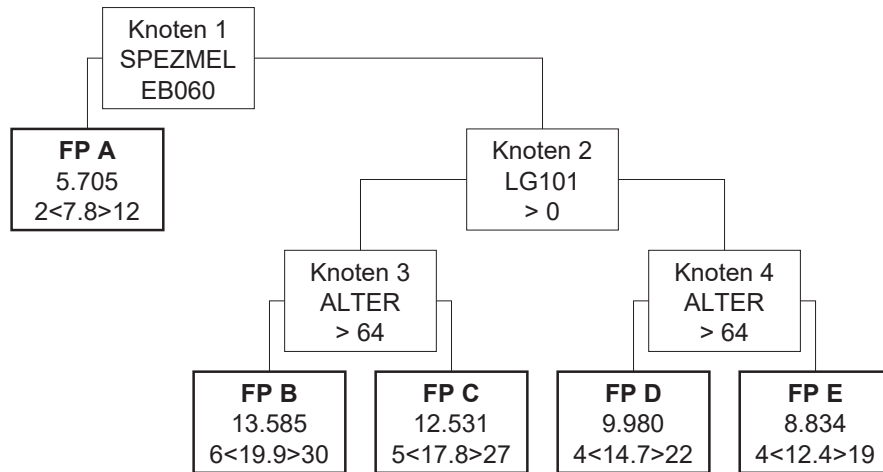 Knoten 1
SPEZMEL
EB060
FP A
5.705
2<7.8>12
Knoten 2
LG101
> 0
Knoten 3
ALTER
> 64
Knoten 4
ALTER
> 64
FP B
13.585
6<19.9>30
FP C
12.531
5<17.8>27
FP D
9.980
4<14.7>22
FP E
8.834
4<12.4>19